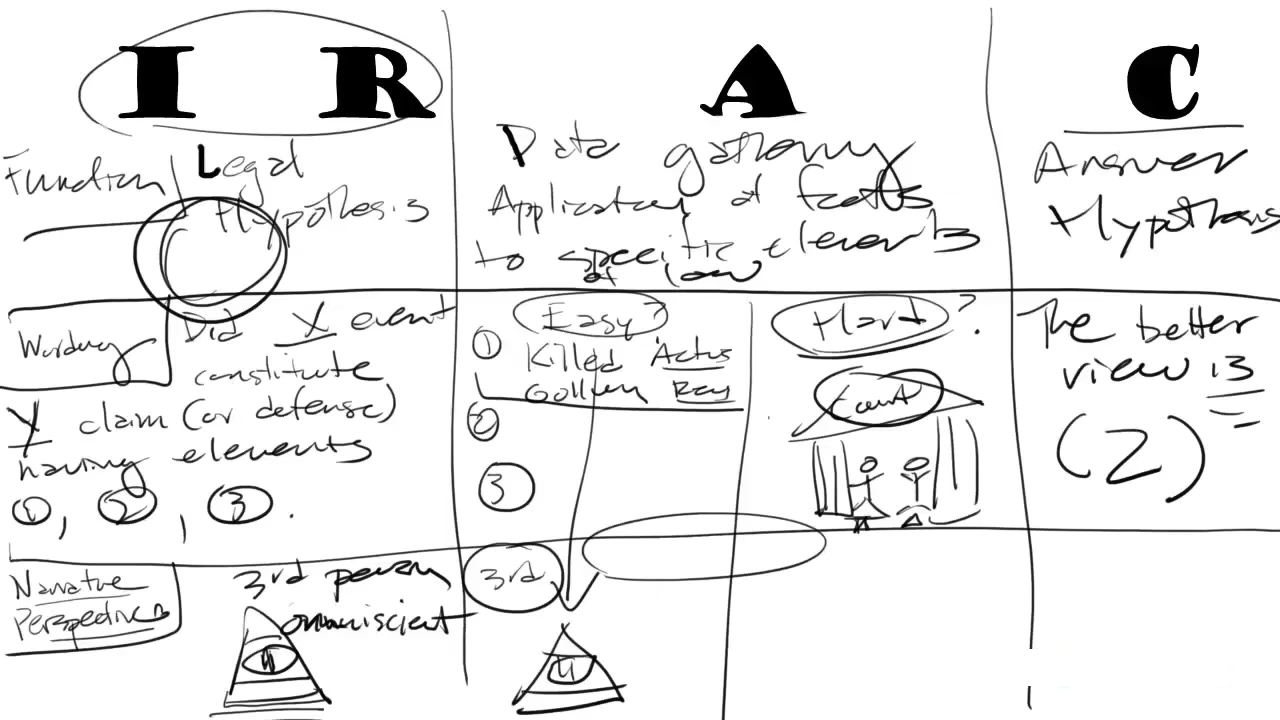 I R A C
Function Legal
Hypothesis
Data gathering
Application of facts
to specific elements
of law
Answer
Hypothesis
Wording
Did X event
constitute
Y claim (or defense)
having elements
①, ②, ③.
Easy?
① Killed Actus
Gollum
②
③
Hard?
Court
π Δ
The better
view is
(2)
Narrative
Perspective
3rd person
omniscient
3rd